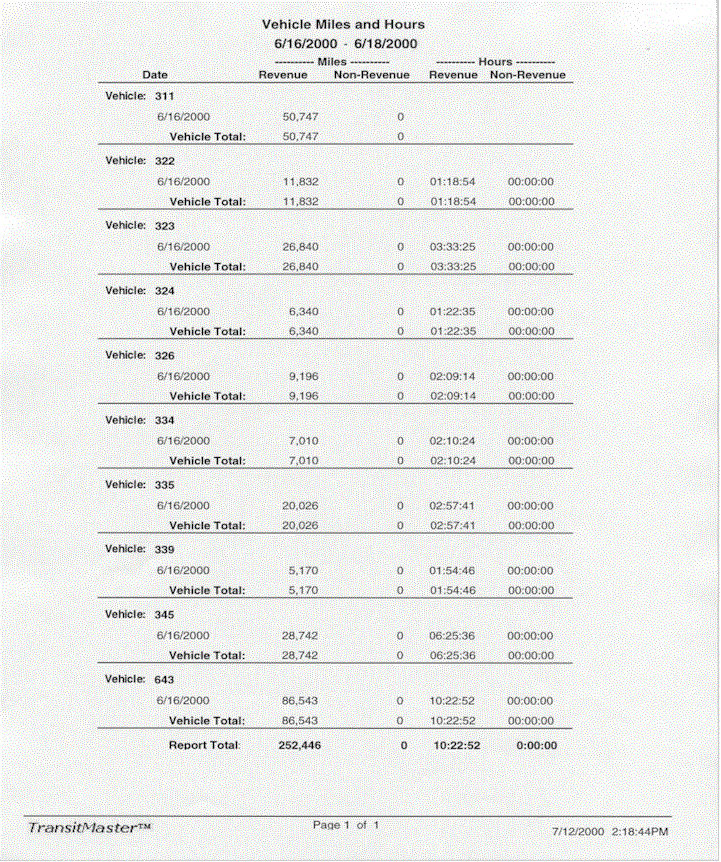 Vehicle Miles and Hours
6/16/2000 - 6/18/2000
---------- Miles ---------- ---------- Hours ----------
Date Revenue Non-Revenue Revenue Non-Revenue
Vehicle: 311
6/16/2000 50,747 0
Vehicle Total: 50,747 0
Vehicle: 322
6/16/2000 11,832 0 01:18:54 00:00:00
Vehicle Total: 11,832 0 01:18:54 00:00:00
Vehicle: 323
6/16/2000 26,840 0 03:33:25 00:00:00
Vehicle Total: 26,840 0 03:33:25 00:00:00
Vehicle: 324
6/16/2000 6,340 0 01:22:35 00:00:00
Vehicle Total: 6,340 0 01:22:35 00:00:00
Vehicle: 326
6/16/2000 9,196 0 02:09:14 00:00:00
Vehicle Total: 9,196 0 02:09:14 00:00:00
Vehicle: 334
6/16/2000 7,010 0 02:10:24 00:00:00
Vehicle Total: 7,010 0 02:10:24 00:00:00
Vehicle: 335
6/16/2000 20,026 0 02:57:41 00:00:00
Vehicle Total: 20,026 0 02:57:41 00:00:00
Vehicle: 339
6/16/2000 5,170 0 01:54:46 00:00:00
Vehicle Total: 5,170 0 01:54:46 00:00:00
Vehicle: 345
6/16/2000 28,742 0 06:25:36 00:00:00
Vehicle Total: 28,742 0 06:25:36 00:00:00
Vehicle: 643
6/16/2000 86,543 0 10:22:52 00:00:00
Vehicle Total: 86,543 0 10:22:52 00:00:00
Report Total: 252,446 0 10:22:52 0:00:00
TransitMaster™ Page 1 of 1 7/12/2000 2:18:44PM